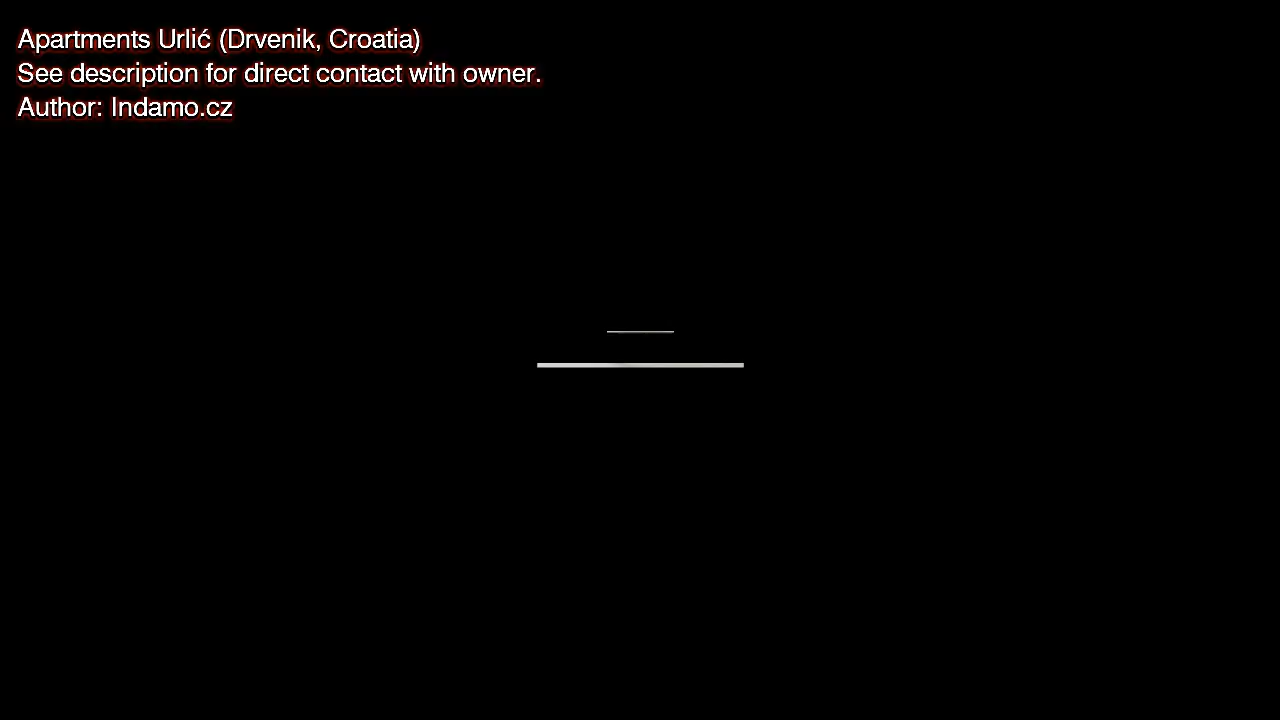 Apartments Urlić (Drvenik, Croatia)
See description for direct contact with owner.
Author: Indamo.cz